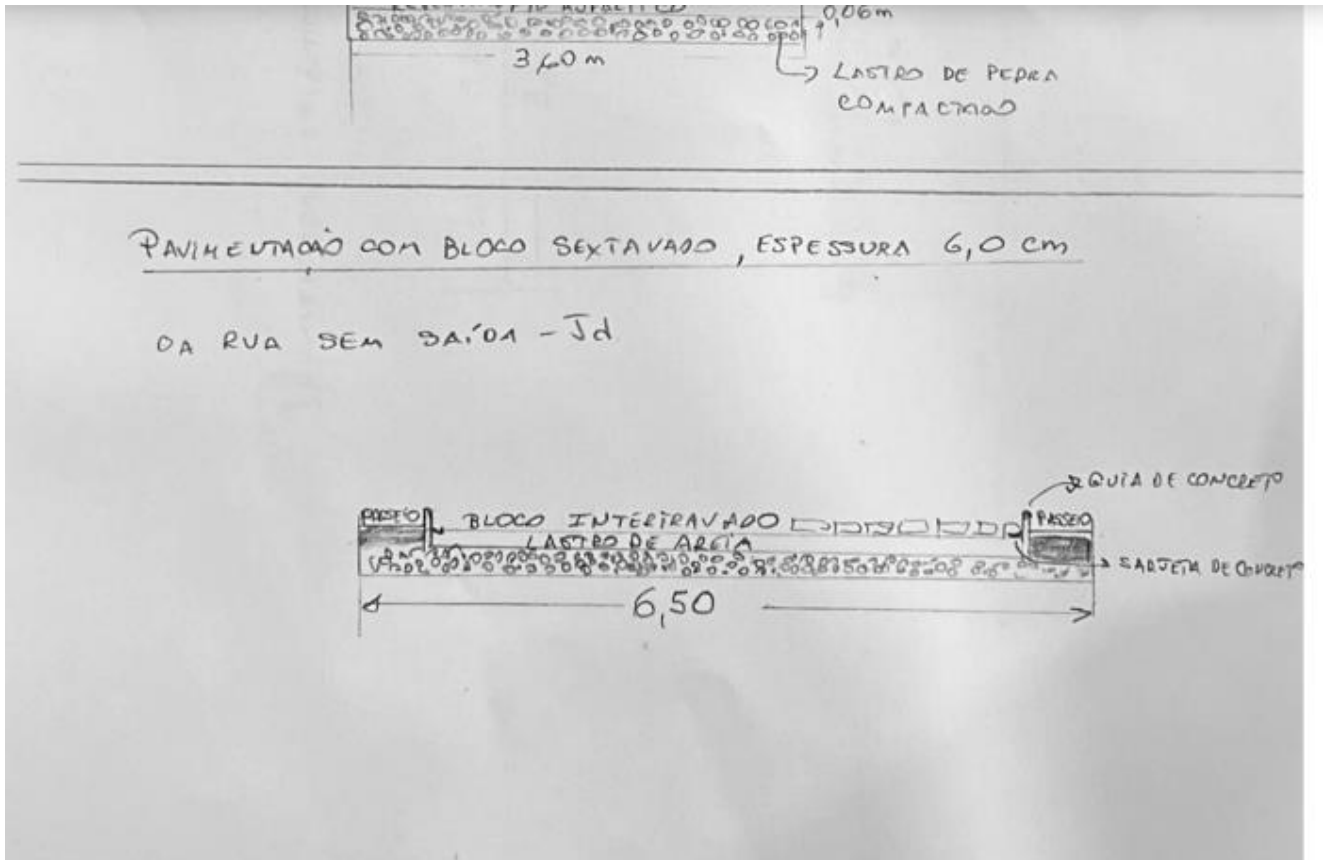 0,06m
3,60 m
LASTRO DE PEDRA
COMPACTADO
PAVIMENTAÇÃO COM BLOCO SEXTAVADO, ESPESSURA 6,0 cm
DA RUA SEM SAÍDA - Jd
GUIA DE CONCRETO
PASSEIO BLOCO INTERTRAVADO PASSEIO
LASTRO DE AREIA
SARJETA DE CONCRETO
6,50